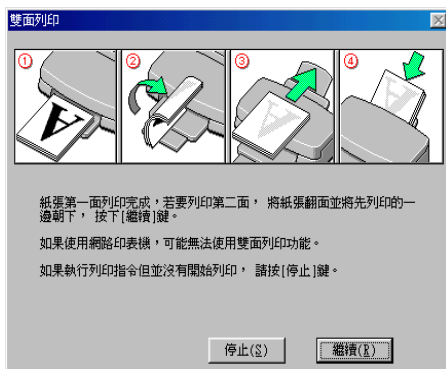 雙面列印
① ② ③ ④
A A A A
紙張第一面列印完成，若要列印第二面， 將紙張翻面並將先列印的一
邊朝下， 按下[繼續]鍵。
如果使用網路印表機，可能無法使用雙面列印功能。
如果執行列印指令但並沒有開始列印， 請按[停止]鍵。
停止(S) 繼續(R)